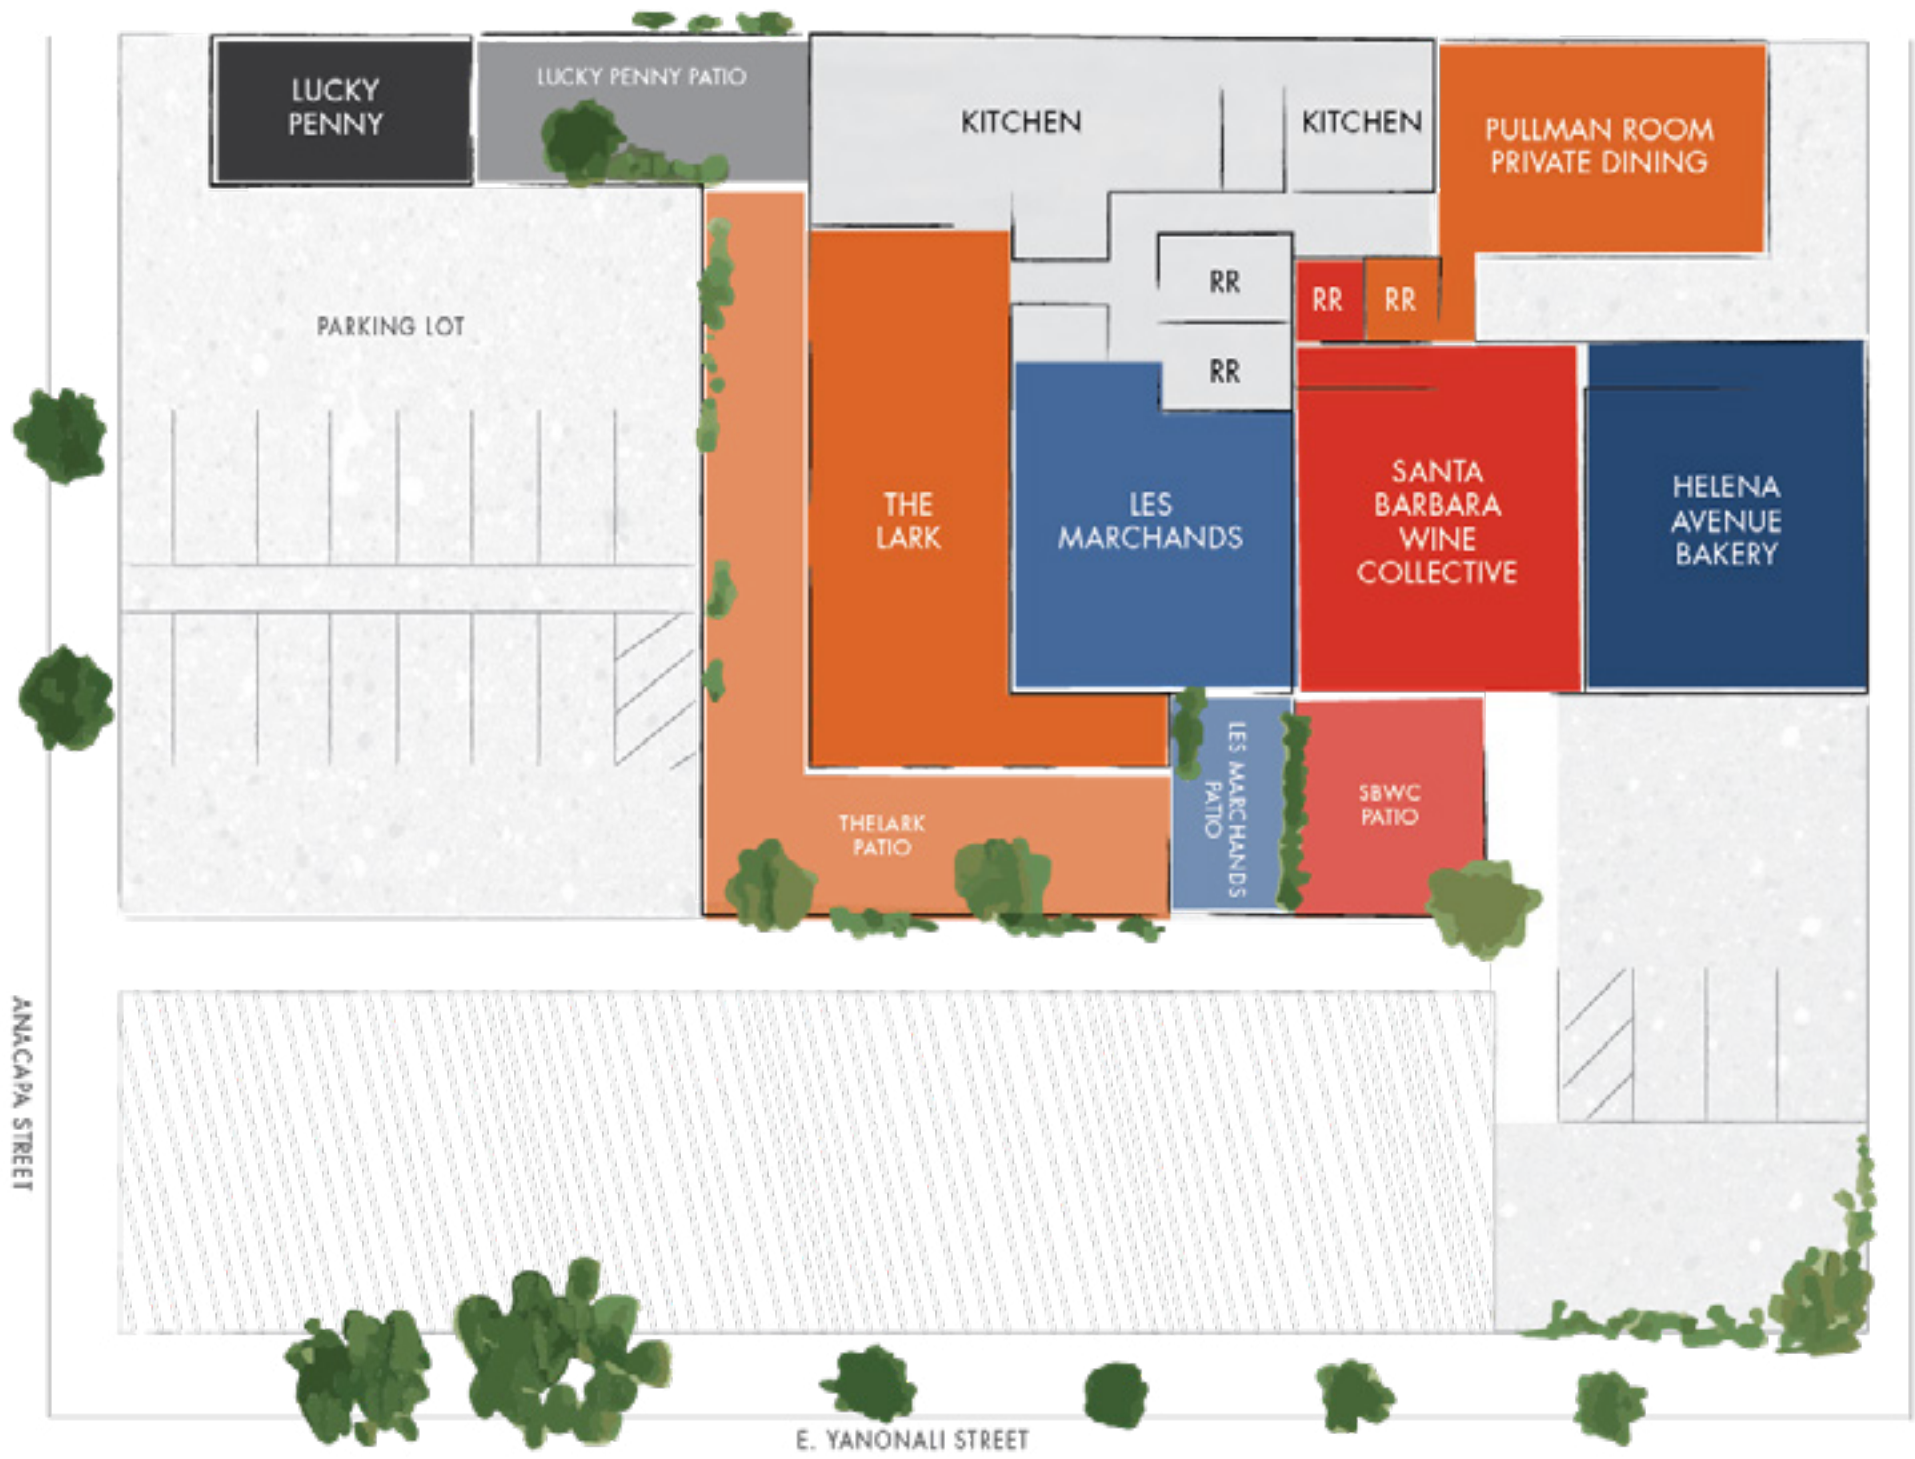 LUCKY
PENNY
LUCKY PENNY PATIO
KITCHEN
KITCHEN
PULLMAN ROOM
PRIVATE DINING
RR
RR
RR
RR
PARKING LOT
THE
LARK
LES
MARCHANDS
SANTA
BARBARA
WINE
COLLECTIVE
HELENA
AVENUE
BAKERY
THELARK
PATIO
LES MARCHANDS
PATIO
SBWC
PATIO
ANACAPA STREET
E. YANONALI STREET